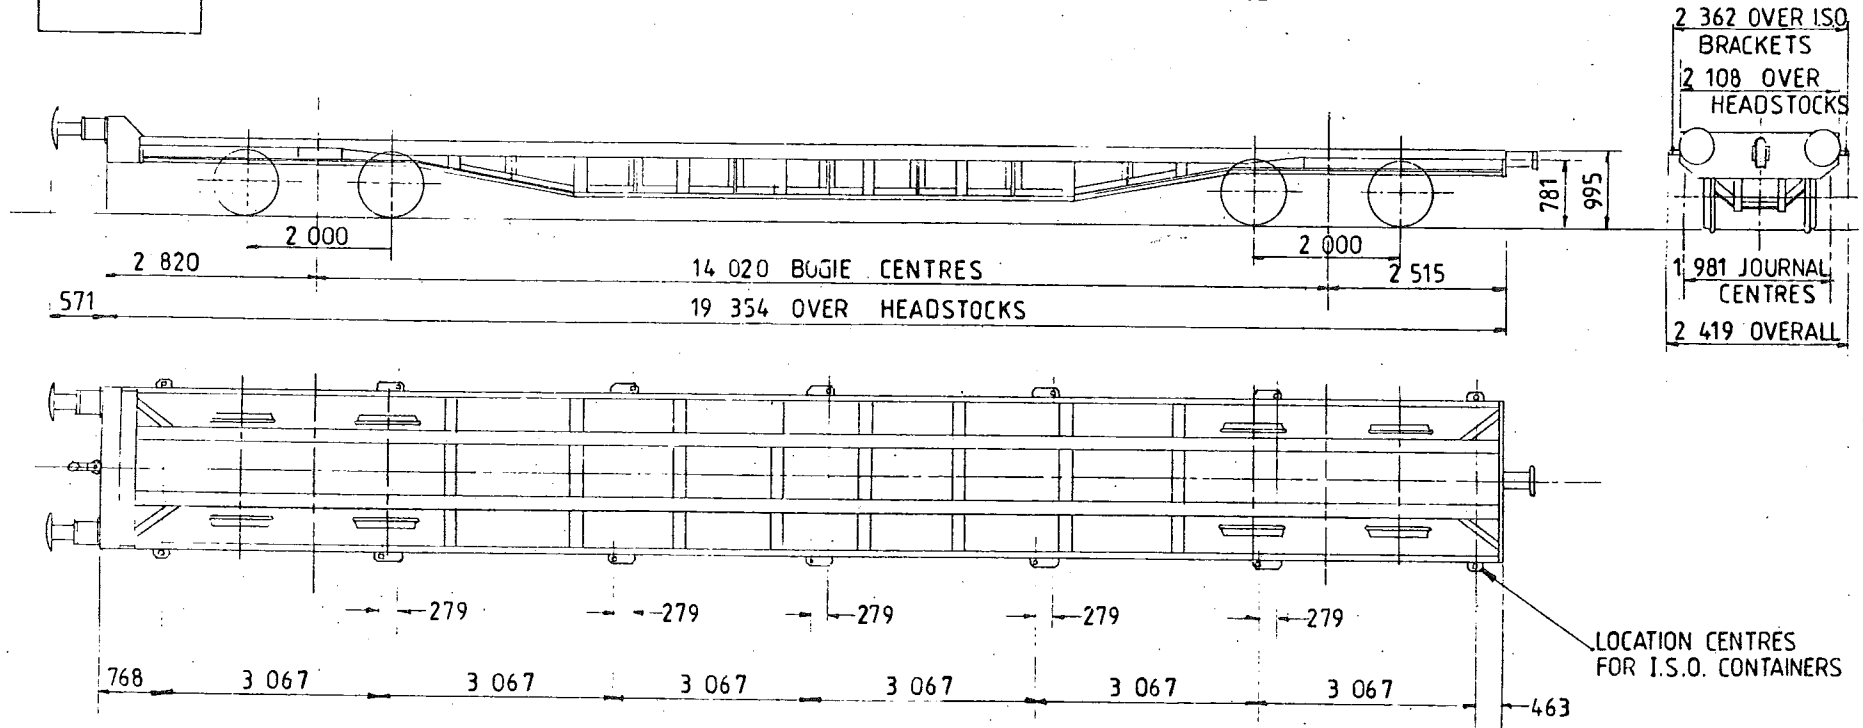 2 362 OVER I.S.O.
BRACKETS
2 108 OVER
HEADSTOCKS
781
995
2 000
2 000
2 820
14 020 BOGIE CENTRES
2 515
1 981 JOURNAL
CENTRES
571
19 354 OVER HEADSTOCKS
2 419 OVERALL
279
279
279
279
279
LOCATION CENTRES
FOR I.S.O. CONTAINERS
768
3 067
3 067
3 067
3 067
3 067
3 067
463